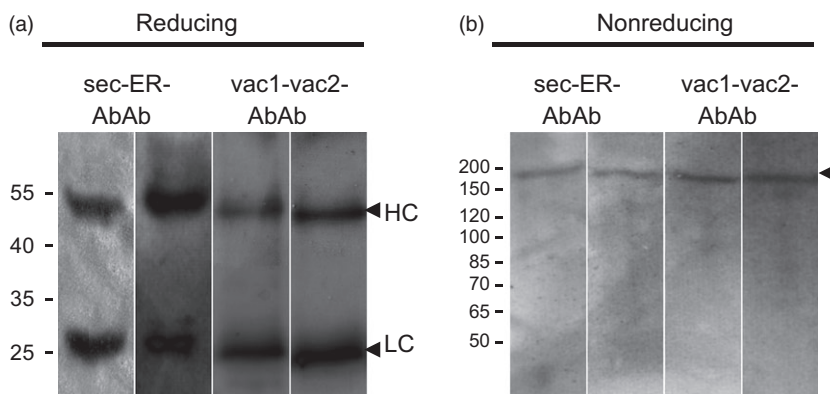 (a) Reducing
sec-ER-
AbAb
vac1-vac2-
AbAb
55
40
35
25
HC
LC
(b) Nonreducing
sec-ER-
AbAb
vac1-vac2-
AbAb
200
150
120
100
85
70
65
50